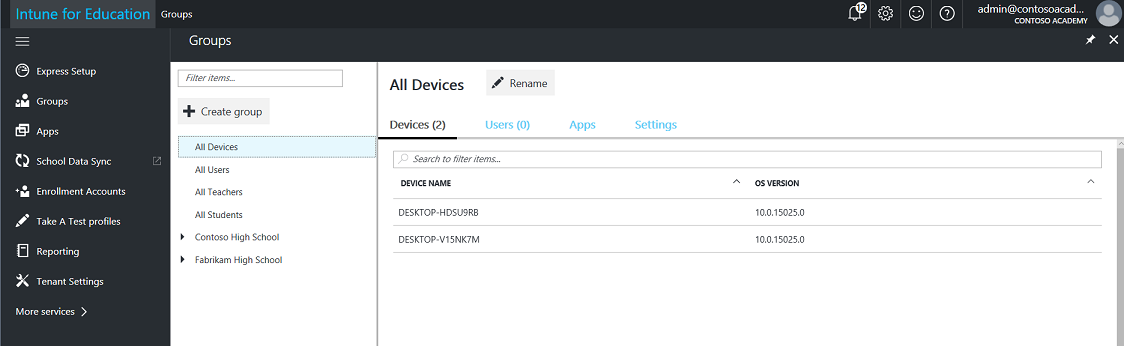 Intune for Education Groups 12 admin@contosoacad...
CONTOSO ACADEMY
Groups
Express Setup
Groups
Apps
School Data Sync
Enrollment Accounts
Take A Test profiles
Reporting
Tenant Settings
More services
Filter items...
Create group
All Devices
All Users
All Teachers
All Students
Contoso High School
Fabrikam High School
All Devices Rename
Devices (2) Users (0) Apps Settings
Search to filter items...
DEVICE NAME OS VERSION
DESKTOP-HDSU9RB 10.0.15025.0
DESKTOP-V15NK7M 10.0.15025.0